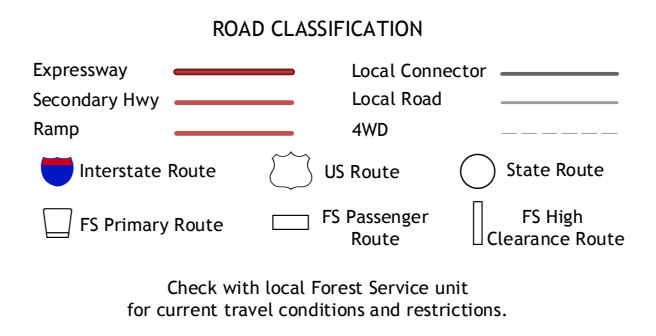 ROAD CLASSIFICATION
Expressway
Local Connector
Secondary Hwy
Local Road
Ramp
4WD
Interstate Route
US Route
State Route
FS Primary Route
FS Passenger
Route
FS High
Clearance Route
Check with local Forest Service unit
for current travel conditions and restrictions.